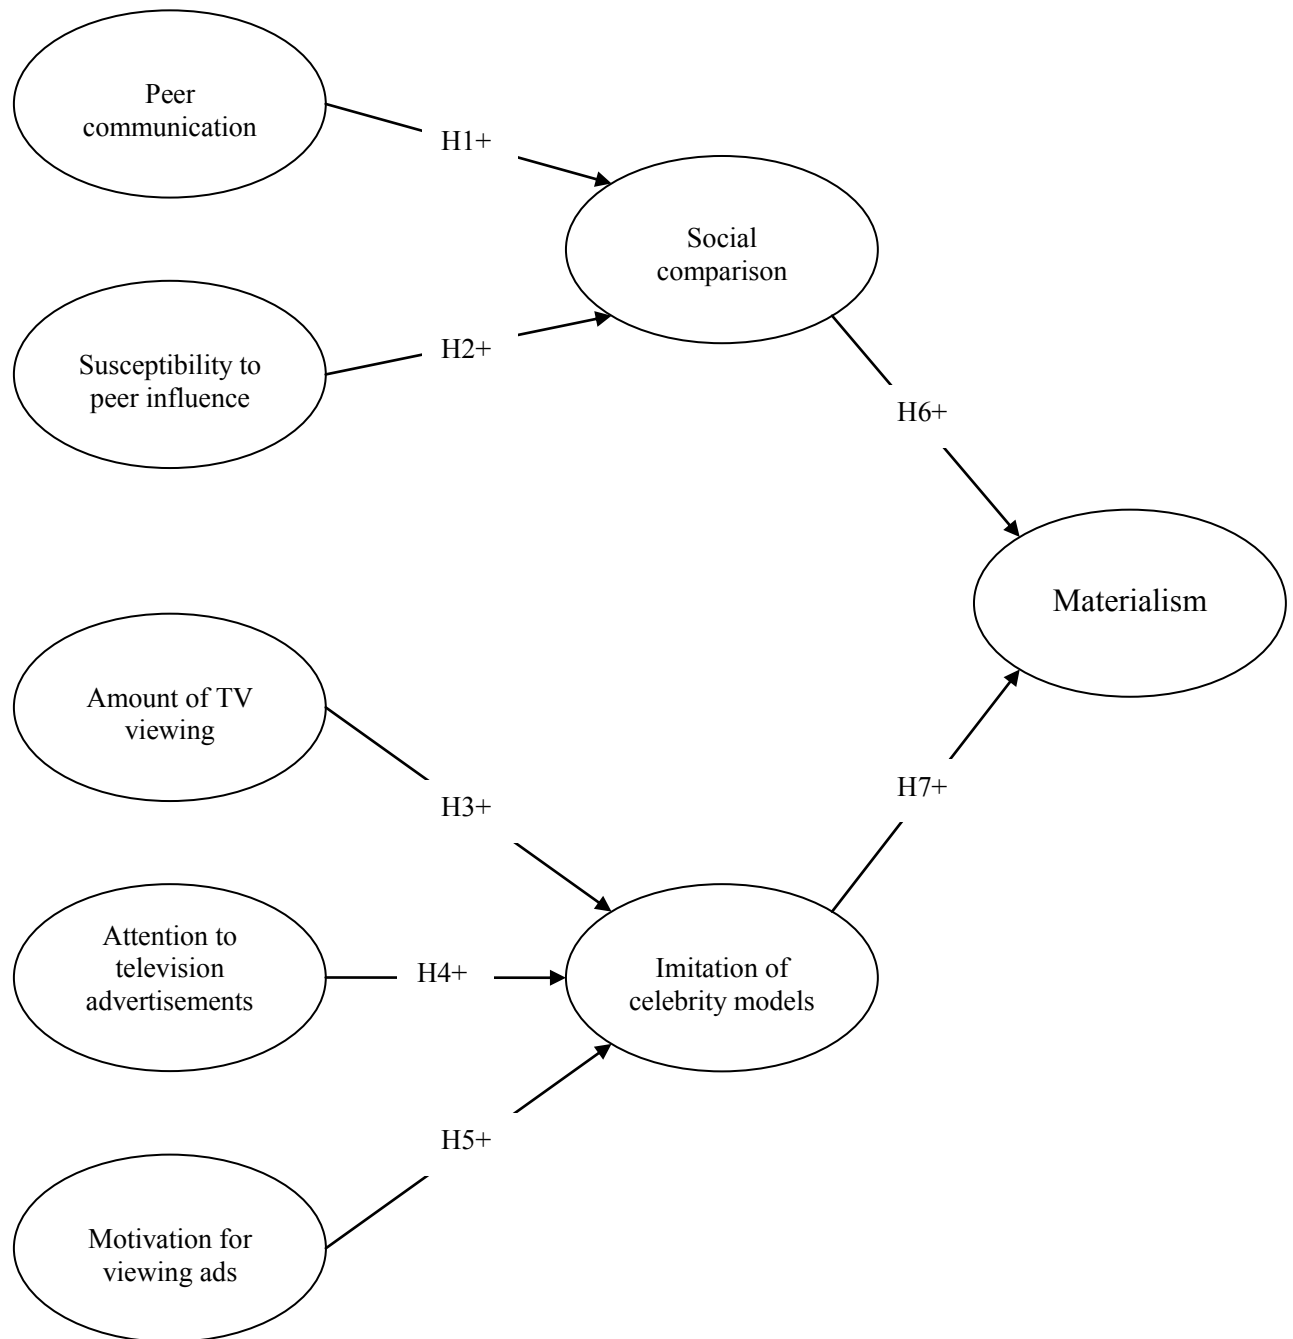 Peer
communication
H1+
Social
comparison
Susceptibility to
peer influence
H2+
H6+
Materialism
Amount of TV
viewing
H3+
H7+
Attention to
television
advertisements
H4+
Imitation of
celebrity models
H5+
Motivation for
viewing ads